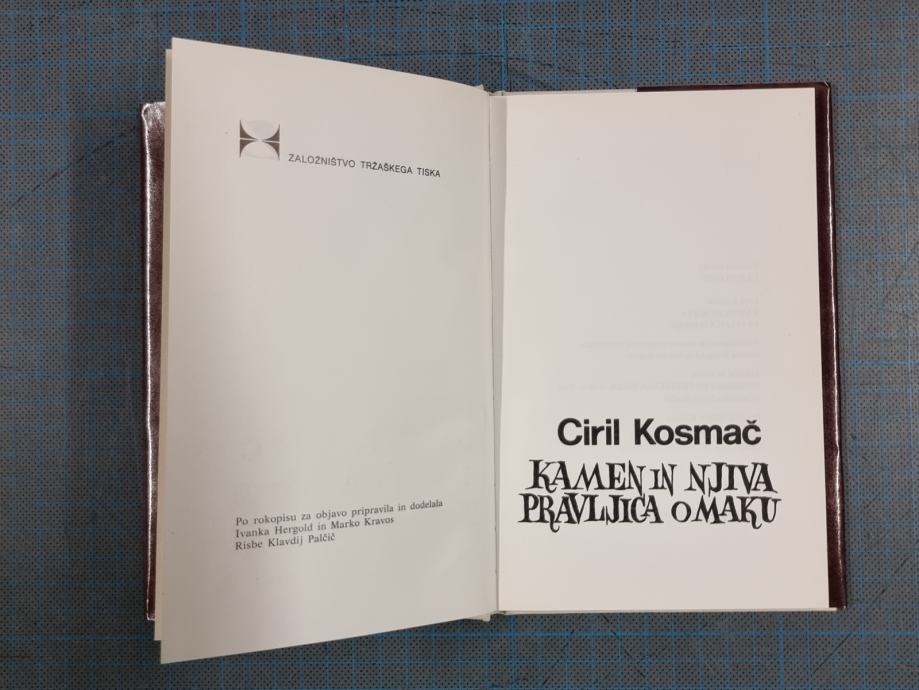 ZALOŽNIŠTVO TRŽAŠKEGA TISKA
Po rokopisu za objavo pripravila in dodelala
Ivanka Hergold in Marko Kravos
Risbe Klavdij Palčič
Ciril Kosmač
KAMEN IN NJIVA
PRAVLJICA O MAKU